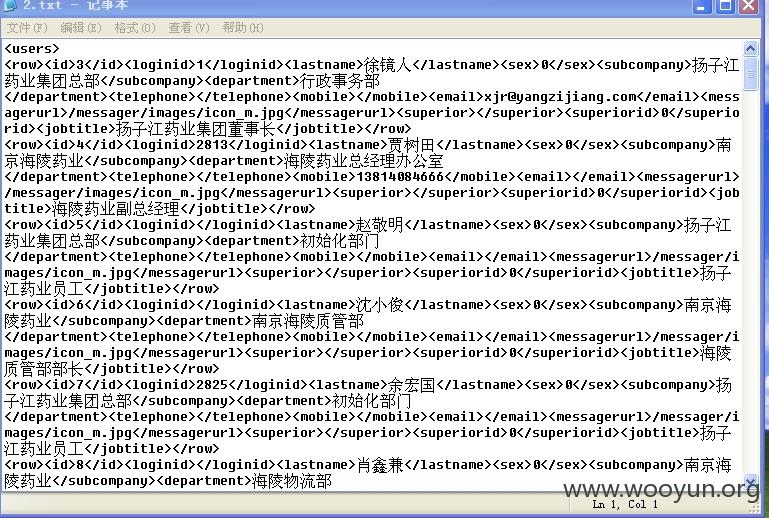 2.txt - 记事本
文件(F) 编辑(E) 格式(O) 查看(V) 帮助(H)
<users>
<row><id>3</id><loginid>1</loginid><lastname>徐镜人</lastname><sex>0</sex><subcompany>扬子江
药业集团总部</subcompany><department>行政事务部
</department><telephone></telephone><mobile></mobile><email>xjr@yangzijiang.com</email><mess
agerurl>/messager/images/icon_m.jpg</messagerurl><superior></superior><superiorid>0</superio
rid><jobtitle>扬子江药业集团董事长</jobtitle></row>
<row><id>4</id><loginid>2813</loginid><lastname>贾树田</lastname><sex>0</sex><subcompany>南
京海陵药业</subcompany><department>海陵药业总经理办公室
</department><telephone></telephone><mobile>13814084666</mobile><email></email><messagerurl>
/messager/images/icon_m.jpg</messagerurl><superior></superior><superiorid>0</superiorid><job
title>海陵药业副总经理</jobtitle></row>
<row><id>5</id><loginid></loginid><lastname>赵敬明</lastname><sex>0</sex><subcompany>扬子江
药业集团总部</subcompany><department>初始化部门
</department><telephone></telephone><mobile></mobile><email></email><messagerurl>/messager/i
mages/icon_m.jpg</messagerurl><superior></superior><superiorid>0</superiorid><jobtitle>扬子
江药业员工</jobtitle></row>
<row><id>6</id><loginid></loginid><lastname>沈小俊</lastname><sex>0</sex><subcompany>南京海
陵药业</subcompany><department>南京海陵质管部
</department><telephone></telephone><mobile></mobile><email></email><messagerurl>/messager/i
mages/icon_m.jpg</messagerurl><superior></superior><superiorid>0</superiorid><jobtitle>海陵
质管部部长</jobtitle></row>
<row><id>7</id><loginid>2825</loginid><lastname>余宏国</lastname><sex>0</sex><subcompany>扬
子江药业集团总部</subcompany><department>初始化部门
</department><telephone></telephone><mobile></mobile><email></email><messagerurl>/messager/i
mages/icon_m.jpg</messagerurl><superior></superior><superiorid>0</superiorid><jobtitle>扬子
江药业员工</jobtitle></row>
<row><id>8</id><loginid></loginid><lastname>肖鑫兼</lastname><sex>0</sex><subcompany>南京海
陵药业</subcompany><department>海陵物流部
www.wooyun.org
Ln 1, Col 1